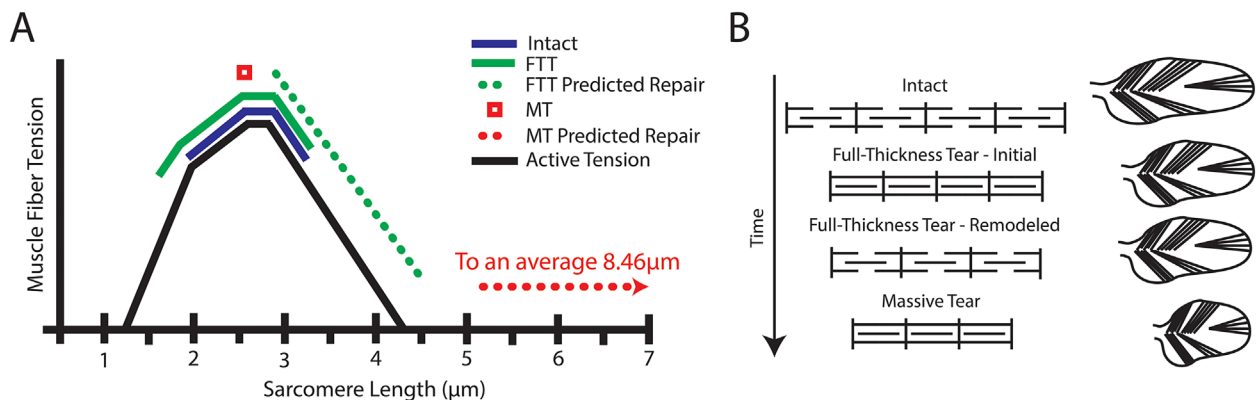 A
Muscle Fiber Tension
Intact
FTT
FTT Predicted Repair
MT
MT Predicted Repair
Active Tension
To an average 8.46μm
1 2 3 4 5 6 7
Sarcomere Length (μm)
B
Time
Intact
Full-Thickness Tear - Initial
Full-Thickness Tear - Remodeled
Massive Tear